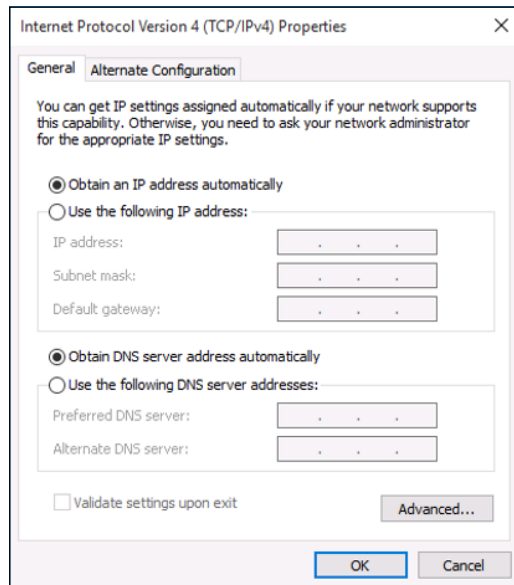 Internet Protocol Version 4 (TCP/IPv4) Properties
General
Alternate Configuration
You can get IP settings assigned automatically if your network supports
this capability. Otherwise, you need to ask your network administrator
for the appropriate IP settings.
Obtain an IP address automatically
Use the following IP address:
IP address:
Subnet mask:
Default gateway:
Obtain DNS server address automatically
Use the following DNS server addresses:
Preferred DNS server:
Alternate DNS server:
Validate settings upon exit
Advanced...
OK
Cancel